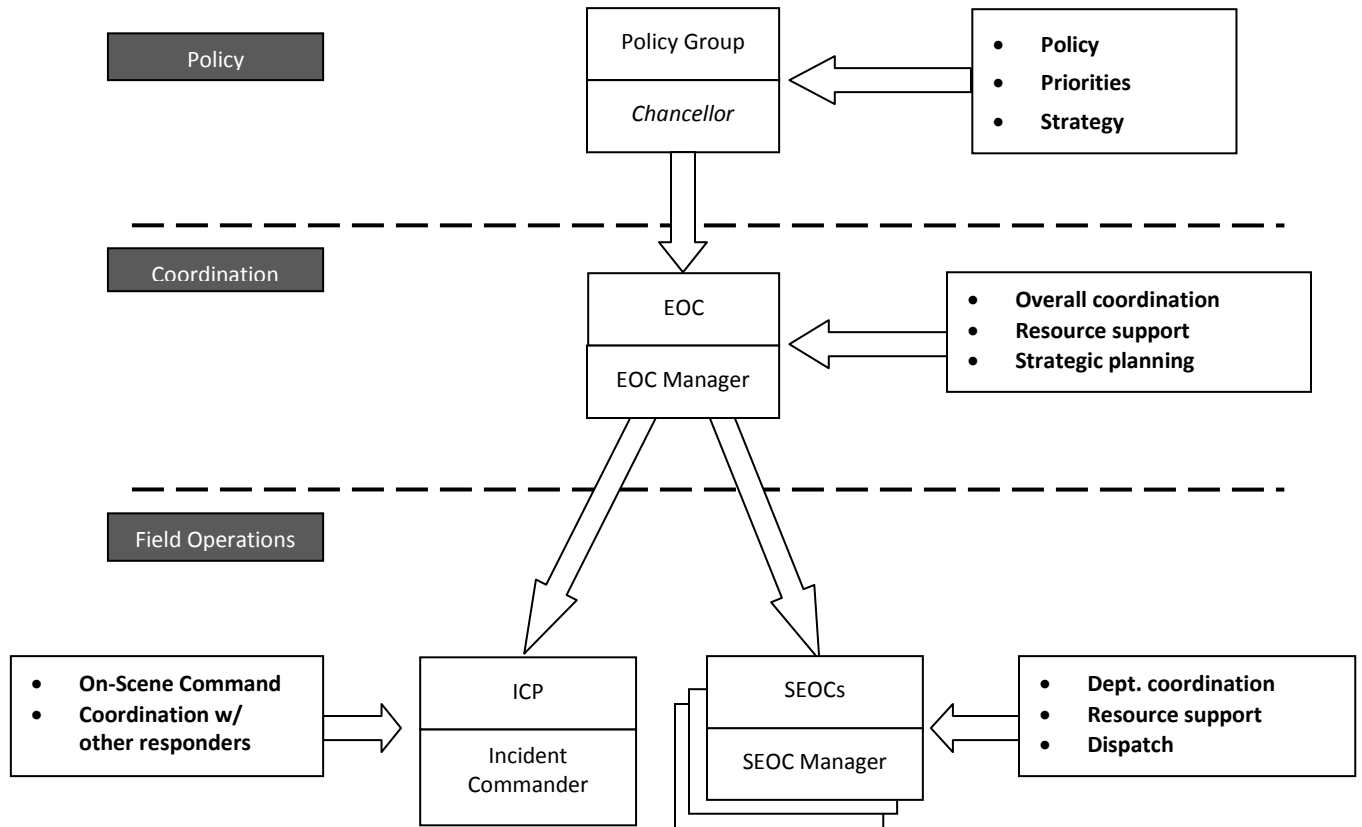 Policy
Policy Group
Chancellor
• Policy
• Priorities
• Strategy
Coordination
EOC
EOC Manager
• Overall coordination
• Resource support
• Strategic planning
Field Operations
• On-Scene Command
• Coordination w/
other responders
ICP
Incident
Commander
SEOCs
SEOC Manager
• Dept. coordination
• Resource support
• Dispatch